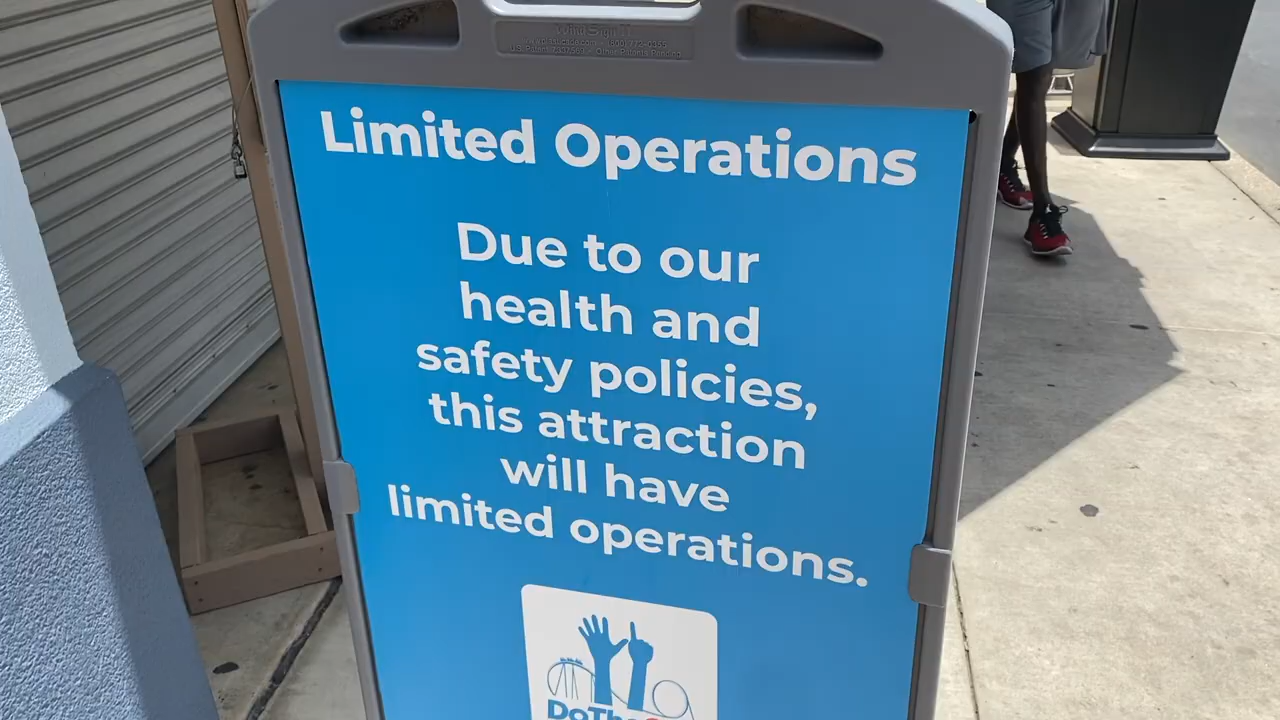 Limited Operations
Due to our
health and
safety policies,
this attraction
will have
limited operations.